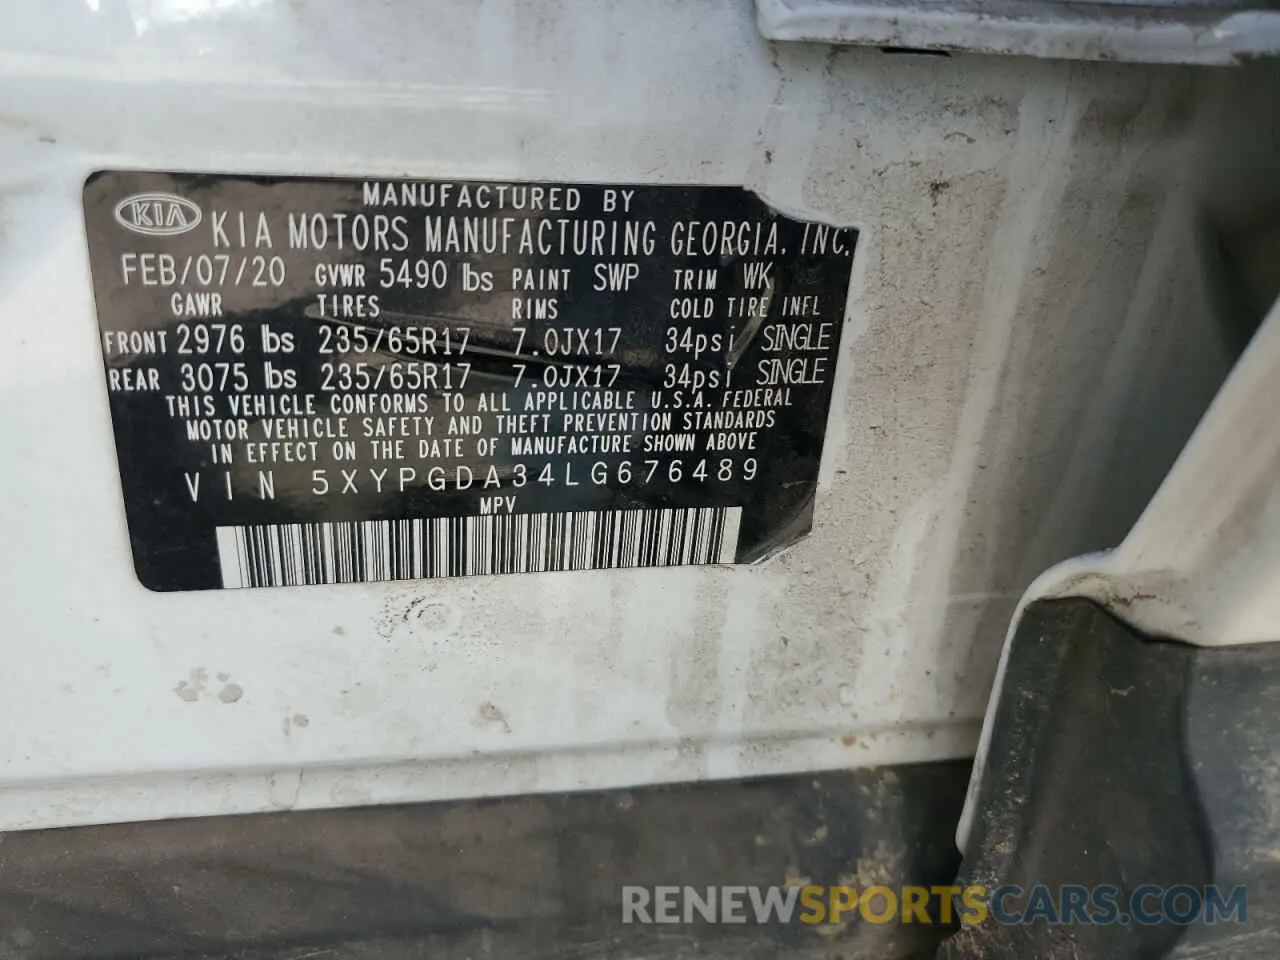 MANUFACTURED BY
KIA KIA MOTORS MANUFACTURING GEORGIA, INC.
FEB/07/20 GVWR 5490 lbs PAINT SWP TRIM WK
GAWR TIRES RIMS COLD TIRE INFL
FRONT 2976 lbs 235/65R17 7.0JX17 34psi SINGLE
REAR 3075 lbs 235/65R17 7.0JX17 34psi SINGLE
THIS VEHICLE CONFORMS TO ALL APPLICABLE U.S.A. FEDERAL
MOTOR VEHICLE SAFETY AND THEFT PREVENTION STANDARDS
IN EFFECT ON THE DATE OF MANUFACTURE SHOWN ABOVE
VIN 5XYPGDA34LG676489
MPV
RENEWSPORTSCARS.COM